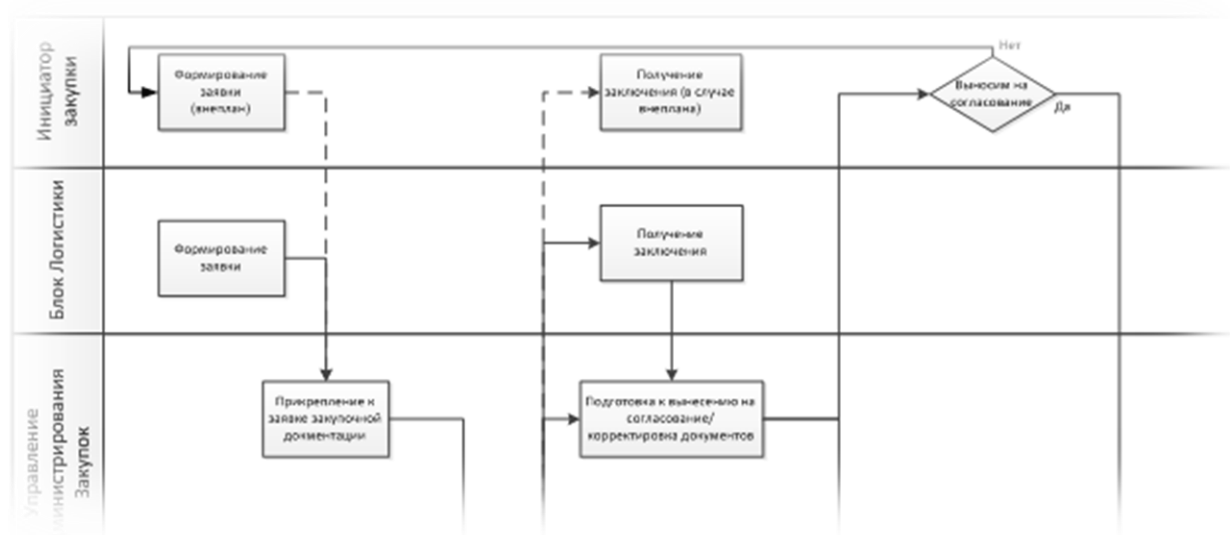 Инициатор
закупки
Формирование
заявки
(внеплан)
Получение
заключения (в случае
внеплана)
Нет
Выносим на
согласование
Да
Блок Логистики
Формирование
заявки
Получение
заключения
Управление
министрирования
Закупок
Прикрепление к
заявке закупочной
документации
Подготовка к вынесению на
согласование/
корректировка документов